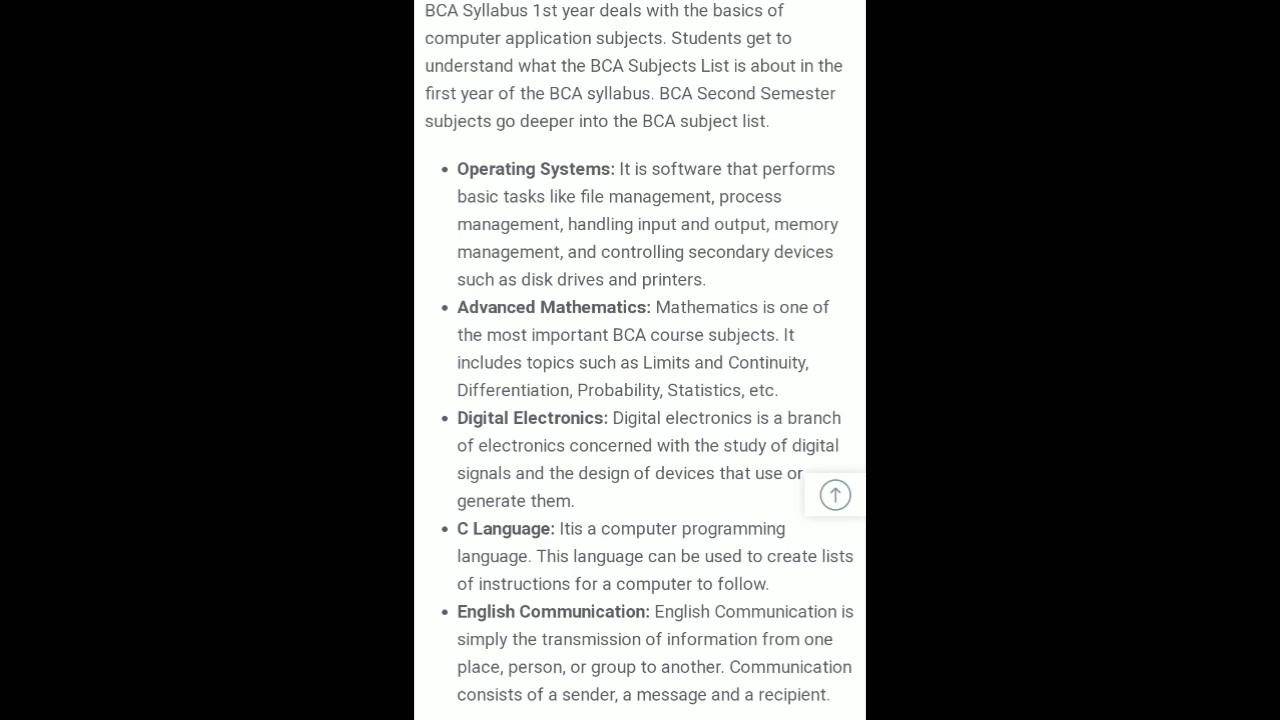 BCA Syllabus 1st year deals with the basics of
computer application subjects. Students get to
understand what the BCA Subjects List is about in the
first year of the BCA syllabus. BCA Second Semester
subjects go deeper into the BCA subject list.
• Operating Systems: It is software that performs
basic tasks like file management, process
management, handling input and output, memory
management, and controlling secondary devices
such as disk drives and printers.
• Advanced Mathematics: Mathematics is one of
the most important BCA course subjects. It
includes topics such as Limits and Continuity,
Differentiation, Probability, Statistics, etc.
• Digital Electronics: Digital electronics is a branch
of electronics concerned with the study of digital
signals and the design of devices that use or
generate them.
• C Language: Itis a computer programming
language. This language can be used to create lists
of instructions for a computer to follow.
• English Communication: English Communication is
simply the transmission of information from one
place, person, or group to another. Communication
consists of a sender, a message and a recipient.